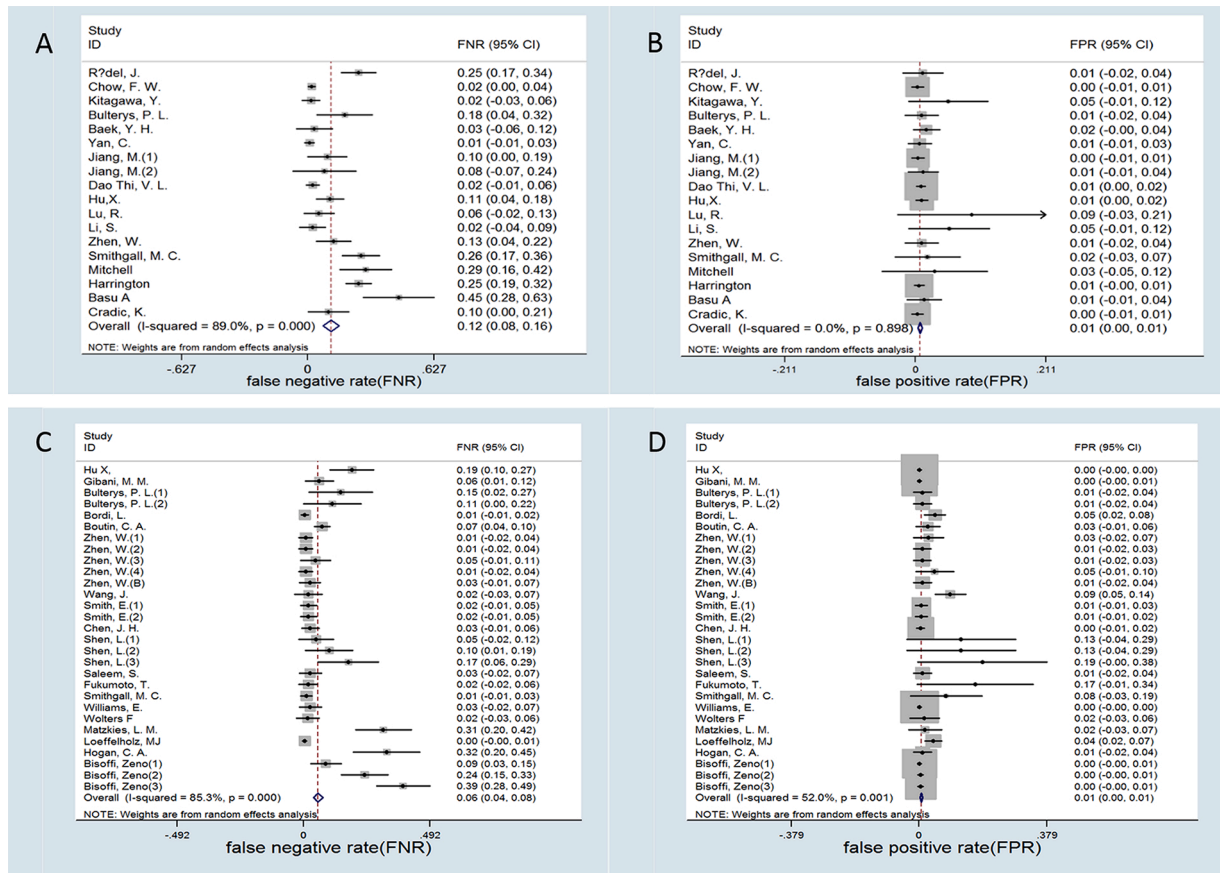 A
Study
ID FNR (95% CI)
R?del, J. 0.25 (0.17, 0.34)
Chow, F. W. 0.02 (0.00, 0.04)
Kitagawa, Y. 0.02 (-0.03, 0.06)
Bulterys, P. L. 0.18 (0.04, 0.32)
Baek, Y. H. 0.03 (-0.06, 0.12)
Yan, C. 0.01 (-0.01, 0.03)
Jiang, M.(1) 0.10 (0.00, 0.19)
Jiang, M.(2) 0.08 (-0.07, 0.24)
Dao Thi, V. L. 0.02 (-0.01, 0.06)
Hu,X. 0.11 (0.04, 0.18)
Lu, R. 0.06 (-0.02, 0.13)
Li, S. 0.02 (-0.04, 0.09)
Zhen, W. 0.13 (0.04, 0.22)
Smithgall, M. C. 0.26 (0.17, 0.36)
Mitchell 0.29 (0.16, 0.42)
Harrington 0.25 (0.19, 0.32)
Basu A 0.45 (0.28, 0.63)
Cradic, K. 0.10 (0.00, 0.21)
Overall (I-squared = 89.0%, p = 0.000) 0.12 (0.08, 0.16)
NOTE: Weights are from random effects analysis
-.627 0 .627
false negative rate(FNR)
B
Study
ID FPR (95% CI)
R?del, J. 0.01 (-0.02, 0.04)
Chow, F. W. 0.00 (-0.01, 0.01)
Kitagawa, Y. 0.05 (-0.01, 0.12)
Bulterys, P. L. 0.01 (-0.02, 0.04)
Baek, Y. H. 0.02 (-0.00, 0.04)
Yan, C. 0.01 (-0.01, 0.03)
Jiang, M.(1) 0.00 (-0.01, 0.01)
Jiang, M.(2) 0.01 (-0.01, 0.04)
Dao Thi, V. L. 0.01 (0.00, 0.02)
Hu,X. 0.01 (0.00, 0.02)
Lu, R. 0.09 (-0.03, 0.21)
Li, S. 0.05 (-0.01, 0.12)
Zhen, W. 0.01 (-0.02, 0.04)
Smithgall, M. C. 0.02 (-0.03, 0.07)
Mitchell 0.03 (-0.05, 0.12)
Harrington 0.01 (-0.00, 0.01)
Basu A 0.01 (-0.01, 0.04)
Cradic, K. 0.00 (-0.01, 0.01)
Overall (I-squared = 0.0%, p = 0.898) 0.01 (0.00, 0.01)
NOTE: Weights are from random effects analysis
-.211 0 .211
false positive rate(FPR)
C
Study
ID FNR (95% CI)
Hu X, 0.19 (0.10, 0.27)
Gibani, M. M. 0.06 (0.01, 0.12)
Bulterys, P. L.(1) 0.15 (0.02, 0.27)
Bulterys, P. L.(2) 0.11 (0.00, 0.22)
Bordi, L. 0.01 (-0.01, 0.02)
Boutin, C. A. 0.07 (0.04, 0.10)
Zhen, W.(1) 0.01 (-0.02, 0.04)
Zhen, W.(2) 0.01 (-0.02, 0.04)
Zhen, W.(3) 0.05 (-0.01, 0.11)
Zhen, W.(4) 0.01 (-0.02, 0.04)
Zhen, W.(B) 0.03 (-0.01, 0.07)
Wang, J. 0.02 (-0.03, 0.07)
Smith, E.(1) 0.02 (-0.01, 0.05)
Smith, E.(2) 0.02 (-0.01, 0.05)
Chen, J. H. 0.03 (-0.01, 0.06)
Shen, L.(1) 0.05 (-0.02, 0.12)
Shen, L.(2) 0.10 (0.01, 0.19)
Shen, L.(3) 0.17 (0.06, 0.29)
Saleem, S. 0.03 (-0.02, 0.07)
Fukumoto, T. 0.02 (-0.02, 0.06)
Smithgall, M. C. 0.01 (-0.01, 0.03)
Williams, E. 0.03 (-0.02, 0.07)
Wolters F 0.02 (-0.03, 0.06)
Matzkies, L. M. 0.31 (0.20, 0.42)
Loeffelholz, MJ 0.00 (-0.00, 0.01)
Hogan, C. A. 0.32 (0.20, 0.45)
Bisoffi, Zeno(1) 0.09 (0.03, 0.15)
Bisoffi, Zeno(2) 0.24 (0.15, 0.33)
Bisoffi, Zeno(3) 0.39 (0.28, 0.49)
Overall (I-squared = 85.3%, p = 0.000) 0.06 (0.04, 0.08)
NOTE: Weights are from random effects analysis
-.492 0 .492
false negative rate(FNR)
D
Study
ID FPR (95% CI)
Hu X, 0.00 (-0.00, 0.00)
Gibani, M. M. 0.00 (-0.00, 0.01)
Bulterys, P. L.(1) 0.01 (-0.02, 0.04)
Bulterys, P. L.(2) 0.01 (-0.02, 0.04)
Bordi, L. 0.05 (0.02, 0.08)
Boutin, C. A. 0.03 (-0.01, 0.06)
Zhen, W.(1) 0.03 (-0.02, 0.07)
Zhen, W.(2) 0.01 (-0.02, 0.03)
Zhen, W.(3) 0.01 (-0.02, 0.03)
Zhen, W.(4) 0.05 (-0.01, 0.10)
Zhen, W.(B) 0.01 (-0.02, 0.04)
Wang, J. 0.09 (0.05, 0.14)
Smith, E.(1) 0.01 (-0.01, 0.03)
Smith, E.(2) 0.01 (-0.01, 0.02)
Chen, J. H. 0.00 (-0.01, 0.02)
Shen, L.(1) 0.13 (-0.04, 0.29)
Shen, L.(2) 0.13 (-0.04, 0.29)
Shen, L.(3) 0.19 (-0.00, 0.38)
Saleem, S. 0.01 (-0.02, 0.04)
Fukumoto, T. 0.17 (-0.01, 0.34)
Smithgall, M. C. 0.08 (-0.03, 0.19)
Williams, E. 0.00 (-0.00, 0.00)
Wolters F 0.02 (-0.03, 0.06)
Matzkies, L. M. 0.02 (-0.03, 0.07)
Loeffelholz, MJ 0.04 (0.02, 0.07)
Hogan, C. A. 0.01 (-0.02, 0.04)
Bisoffi, Zeno(1) 0.00 (-0.00, 0.01)
Bisoffi, Zeno(2) 0.00 (-0.00, 0.01)
Bisoffi, Zeno(3) 0.00 (-0.00, 0.01)
Overall (I-squared = 52.0%, p = 0.001) 0.01 (0.00, 0.01)
NOTE: Weights are from random effects analysis
-.379 0 .379
false positive rate(FPR)